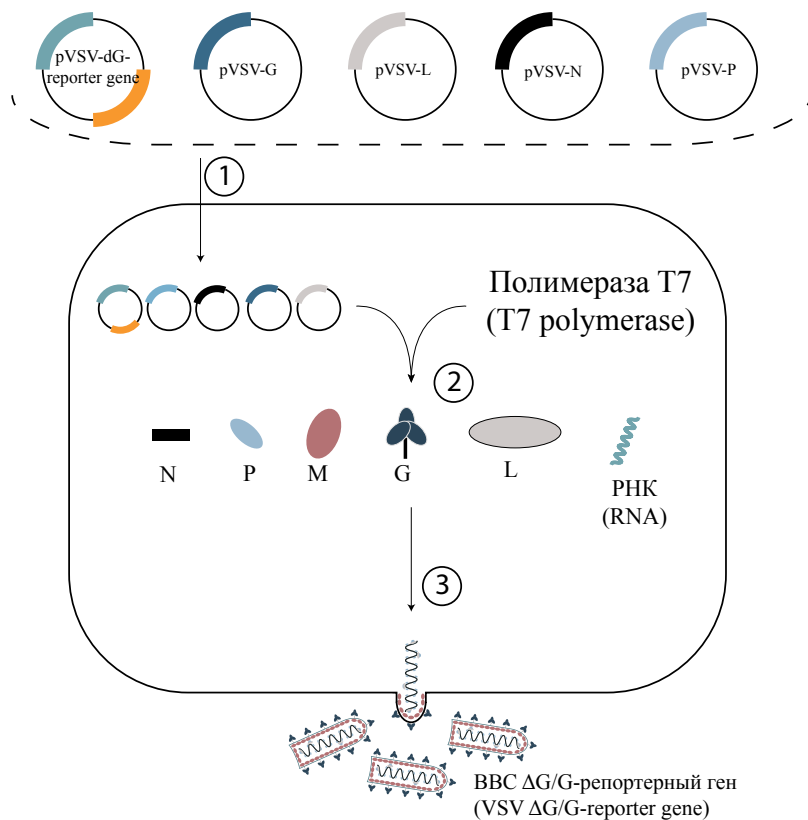 pVSV-dG-
reporter gene
pVSV-G
pVSV-L
pVSV-N
pVSV-P
1
Полимераза T7
(T7 polymerase)
2
N
P
M
G
L
РНК
(RNA)
3
ВВС ΔG/G-репортерный ген
(VSV ΔG/G-reporter gene)